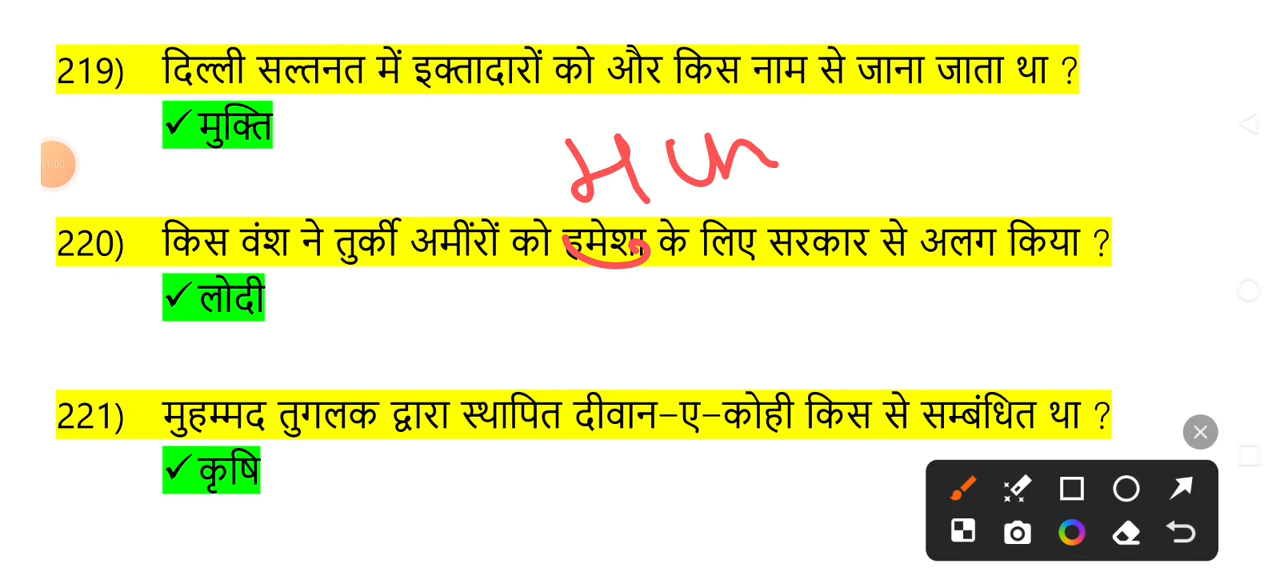 219) दिल्ली सल्तनत में इक्तादारों को और किस नाम से जाना जाता था ?
✓ मुक्ति
220) किस वंश ने तुर्की अमींरों को हमेशा के लिए सरकार से अलग किया ?
✓ लोदी
221) मुहम्मद तुगलक द्वारा स्थापित दीवान-ए-कोही किस से सम्बंधित था ?
✓ कृषि